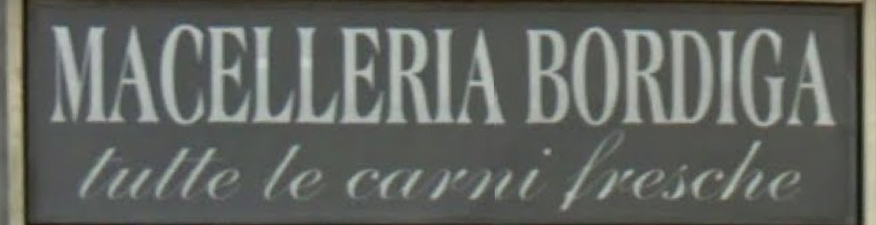 MACELLERIA BORDIGA
tutte le carni fresche